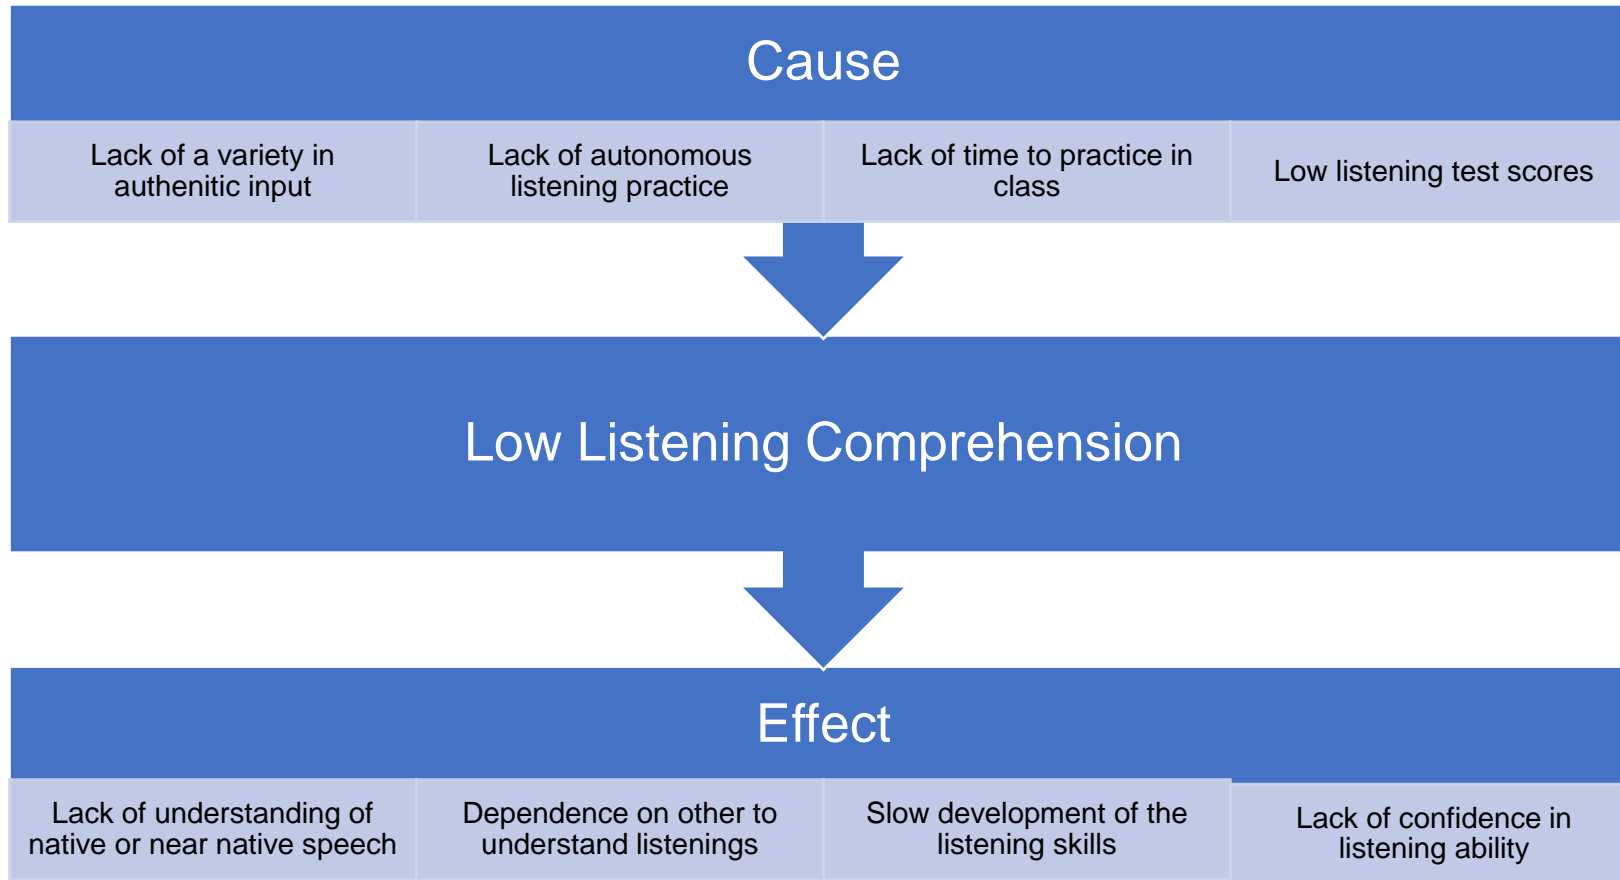 Cause
Lack of a variety in
authenitic input
Lack of autonomous
listening practice
Lack of time to practice in
class
Low listening test scores
Low Listening Comprehension
Effect
Lack of understanding of
native or near native speech
Dependence on other to
understand listenings
Slow development of the
listening skills
Lack of confidence in
listening ability